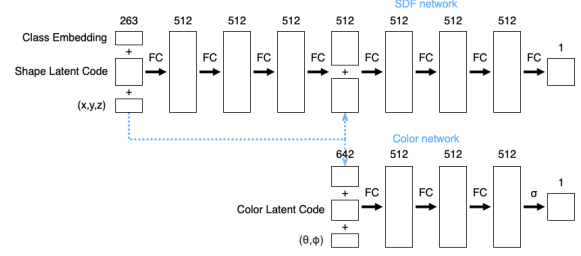 SDF network
263 512 512 512 512 512 512 512 1
Class Embedding
+
Shape Latent Code FC FC FC FC + FC FC FC FC
+
(x,y,z)
Color network
642 512 512 512 1
+
Color Latent Code FC FC FC σ
+
(θ,φ)